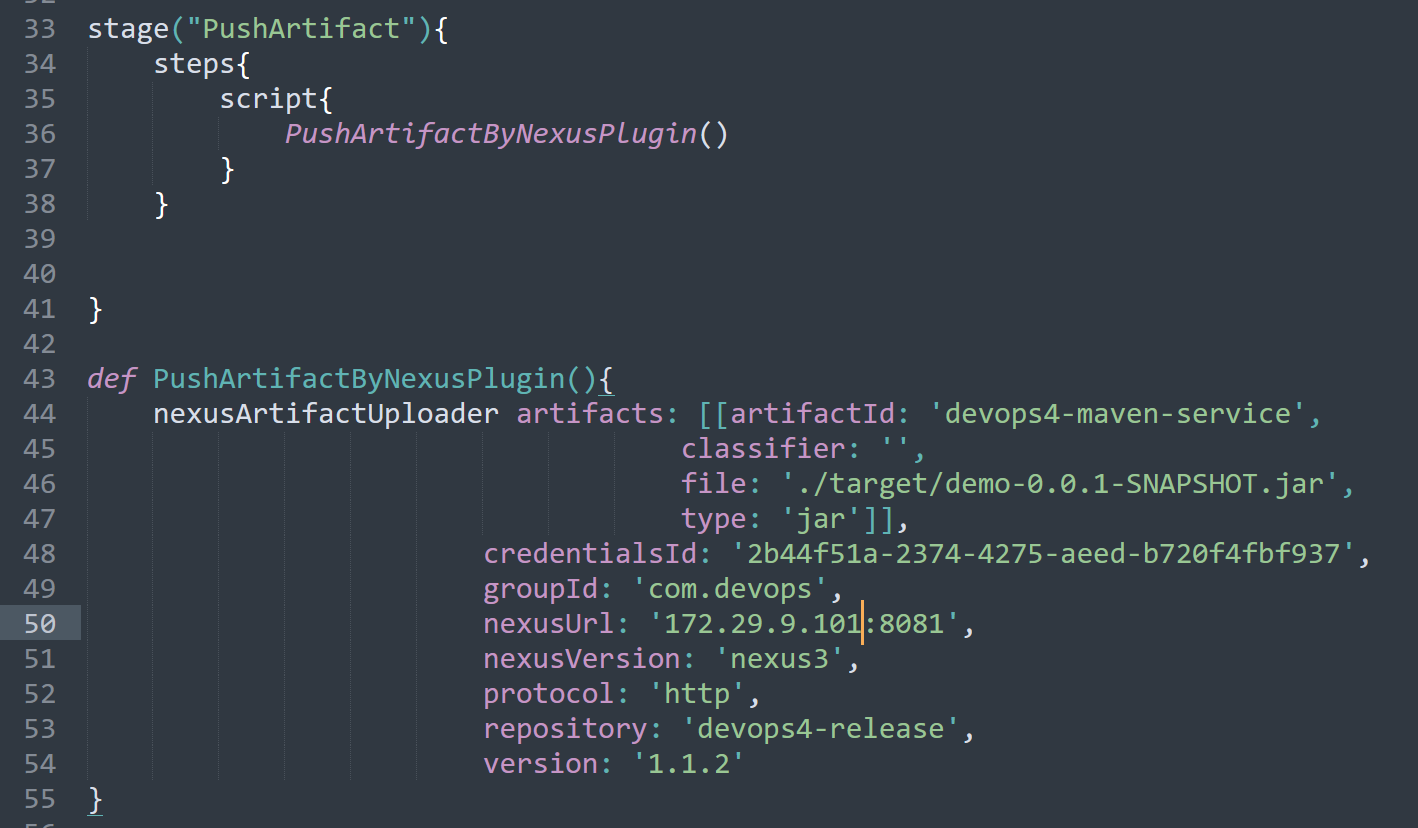 33 stage("PushArtifact"){
34     steps{
35         script{
36             PushArtifactByNexusPlugin()
37         }
38     }
39
40
41 }
42
43 def PushArtifactByNexusPlugin(){
44     nexusArtifactUploader artifacts: [[artifactId: 'devops4-maven-service',
45                                     classifier: '',
46                                     file: './target/demo-0.0.1-SNAPSHOT.jar',
47                                     type: 'jar']],
48                         credentialsId: '2b44f51a-2374-4275-aeed-b720f4fbf937',
49                         groupId: 'com.devops',
50                         nexusUrl: '172.29.9.101:8081',
51                         nexusVersion: 'nexus3',
52                         protocol: 'http',
53                         repository: 'devops4-release',
54                         version: '1.1.2'
55 }